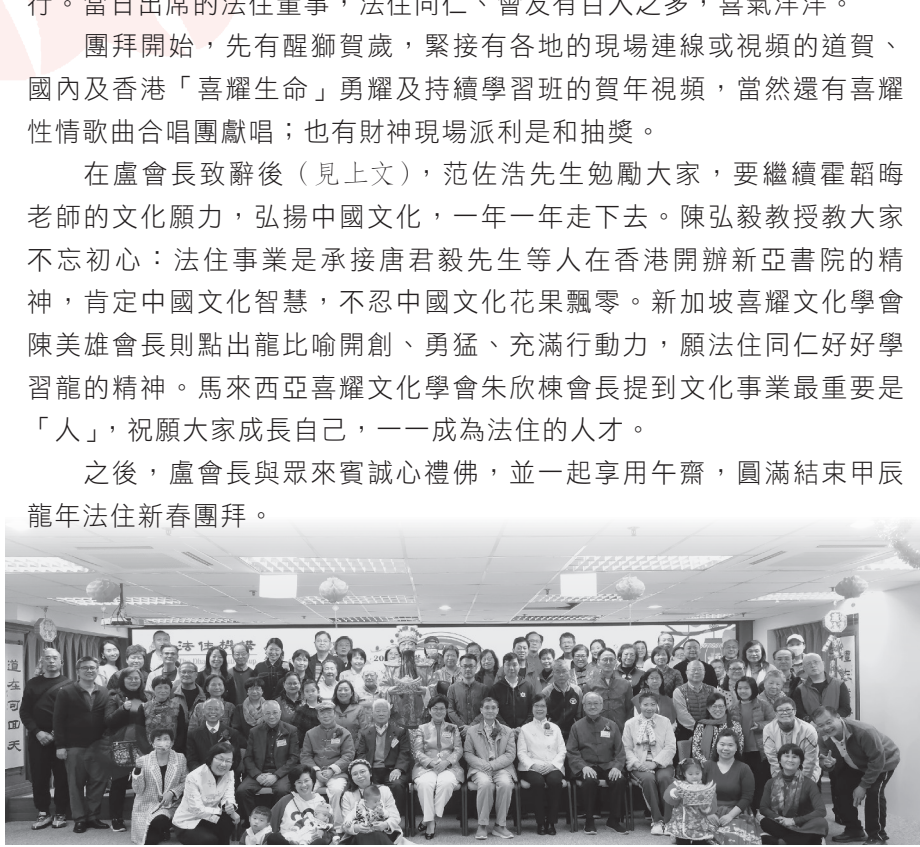 行。當日出席的法住董事，法住同仁、會友有百人之多，喜氣洋洋。
團拜開始，先有醒獅賀歲，緊接有各地的現場連線或視頻的道賀、
國內及香港「喜耀生命」勇耀及持續學習班的賀年視頻，當然還有喜耀
性情歌曲合唱團獻唱；也有財神現場派利是和抽獎。
在盧會長致辭後（見上文），范佐浩先生勉勵大家，要繼續霍韜晦
老師的文化願力，弘揚中國文化，一年一年走下去。陳弘毅教授教大家
不忘初心：法住事業是承接唐君毅先生等人在香港開辦新亞書院的精
神，肯定中國文化智慧，不忍中國文化花果飄零。新加坡喜耀文化學會
陳美雄會長則點出龍比喻開創、勇猛、充滿行動力，願法住同仁好好學
習龍的精神。馬來西亞喜耀文化學會朱欣棟會長提到文化事業最重要是
「人」，祝願大家成長自己，一一成為法住的人才。
之後，盧會長與眾來賓誠心禮佛，並一起享用午齋，圓滿結束甲辰
龍年法住新春團拜。
法住機構
道在可回天